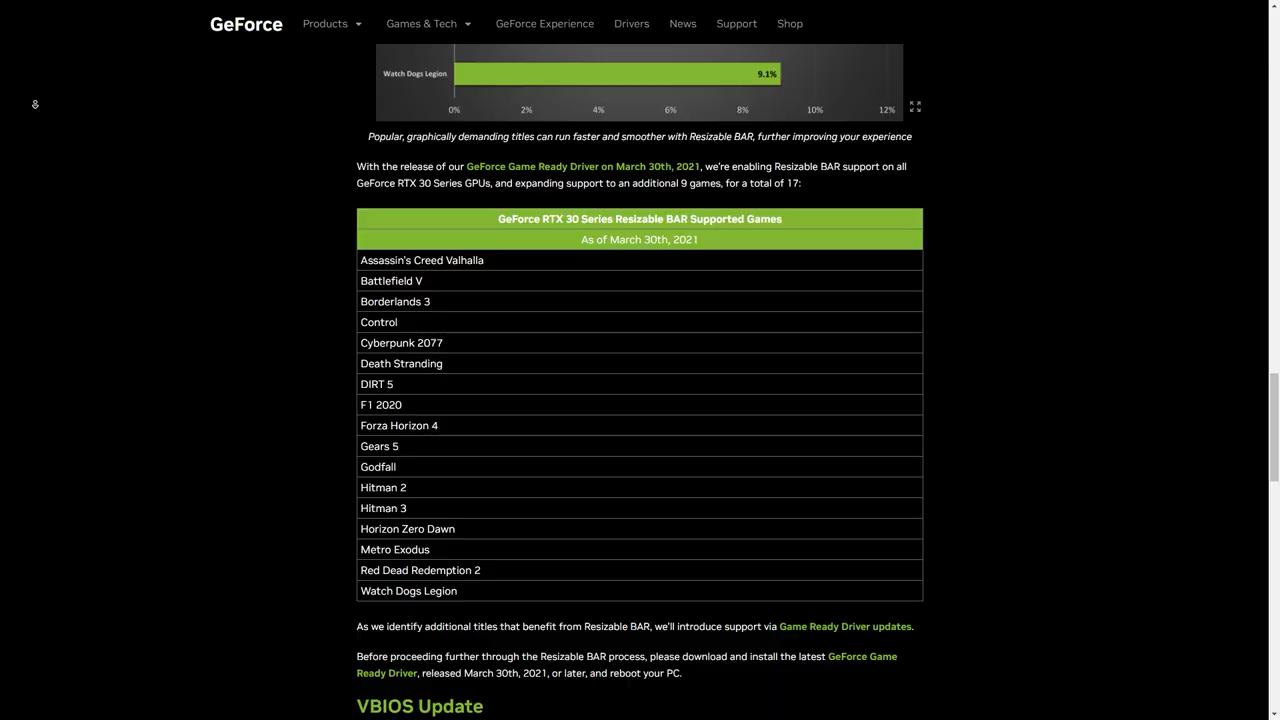 GeForce Products Games & Tech GeForce Experience Drivers News Support Shop
Watch Dogs Legion 9.1%
0% 2% 4% 6% 8% 10% 12%
Popular, graphically demanding titles can run faster and smoother with Resizable BAR, further improving your experience
With the release of our GeForce Game Ready Driver on March 30th, 2021, we're enabling Resizable BAR support on all
GeForce RTX 30 Series GPUs, and expanding support to an additional 9 games, for a total of 17:
GeForce RTX 30 Series Resizable BAR Supported Games
As of March 30th, 2021
Assassin's Creed Valhalla
Battlefield V
Borderlands 3
Control
Cyberpunk 2077
Death Stranding
DIRT 5
F1 2020
Forza Horizon 4
Gears 5
Godfall
Hitman 2
Hitman 3
Horizon Zero Dawn
Metro Exodus
Red Dead Redemption 2
Watch Dogs Legion
As we identify additional titles that benefit from Resizable BAR, we'll introduce support via Game Ready Driver updates.
Before proceeding further through the Resizable BAR process, please download and install the latest GeForce Game
Ready Driver, released March 30th, 2021, or later, and reboot your PC.
VBIOS Update